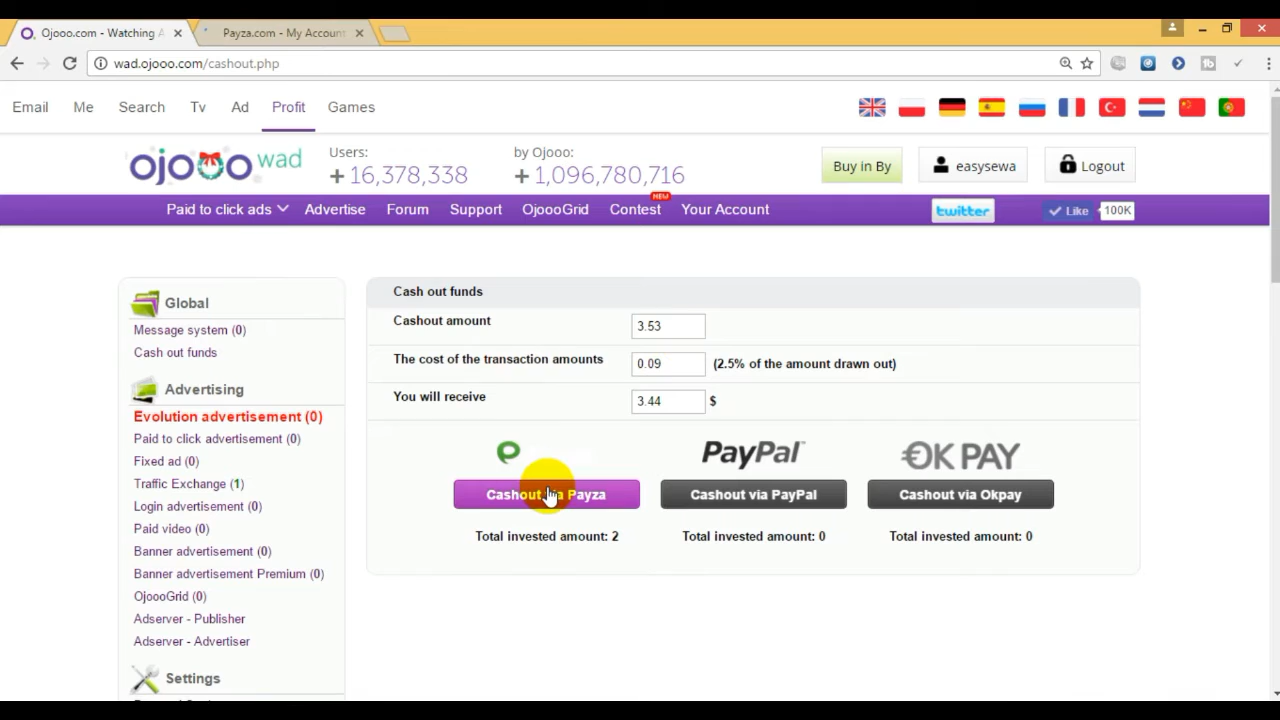 Ojooo.com - Watching A
Payza.com - My Account
wad.ojooo.com/cashout.php
Email Me Search Tv Ad Profit Games
ojooo wad
Users:
+ 16,378,338
by Ojooo:
+ 1,096,780,716
Buy in By
easysewa
Logout
Paid to click ads Advertise Forum Support OjoooGrid Contest NEW Your Account
twitter
Like 100K
Global
Message system (0)
Cash out funds
Advertising
Evolution advertisement (0)
Paid to click advertisement (0)
Fixed ad (0)
Traffic Exchange (1)
Login advertisement (0)
Paid video (0)
Banner advertisement (0)
Banner advertisement Premium (0)
OjoooGrid (0)
Adserver - Publisher
Adserver - Advertiser
Settings
Cash out funds
Cashout amount 3.53
The cost of the transaction amounts 0.09 (2.5% of the amount drawn out)
You will receive 3.44 $
PayPal™ €OK PAY
Cashout via Payza Cashout via PayPal Cashout via Okpay
Total invested amount: 2 Total invested amount: 0 Total invested amount: 0